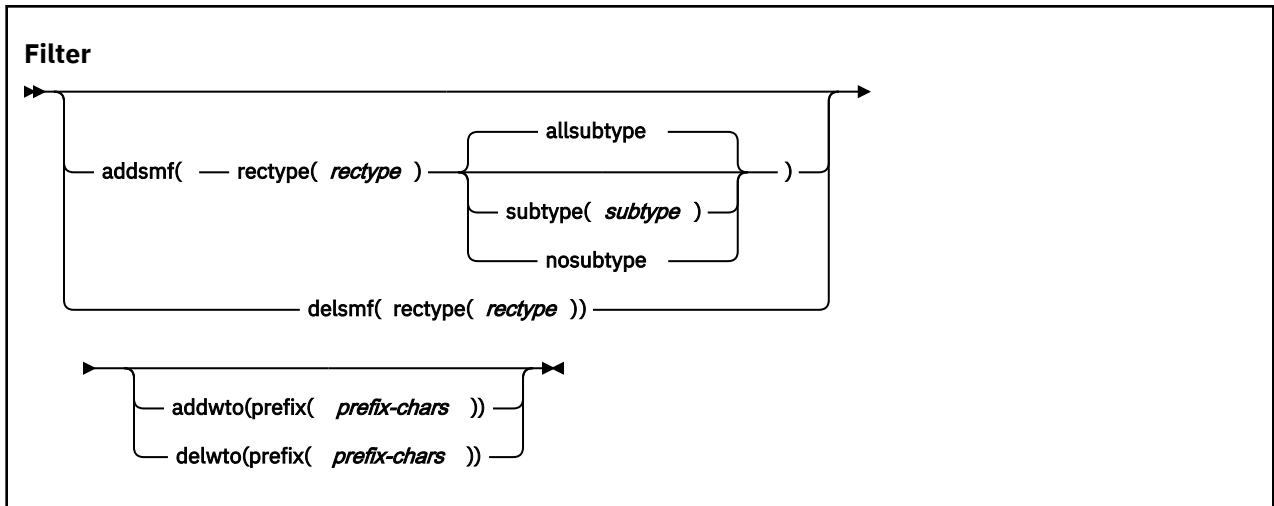 Filter
allsubtype
addsmf( rectype( rectype ) )
subtype( subtype )
nosubtype
delsmf( rectype( rectype ))
addwto(prefix( prefix-chars ))
delwto(prefix( prefix-chars ))